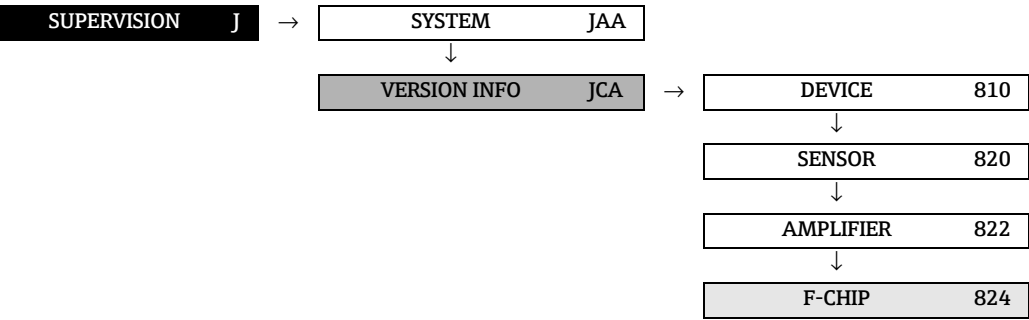 SUPERVISION J → SYSTEM JAA
↓
VERSION INFO JCA → DEVICE 810
↓
SENSOR 820
↓
AMPLIFIER 822
↓
F-CHIP 824